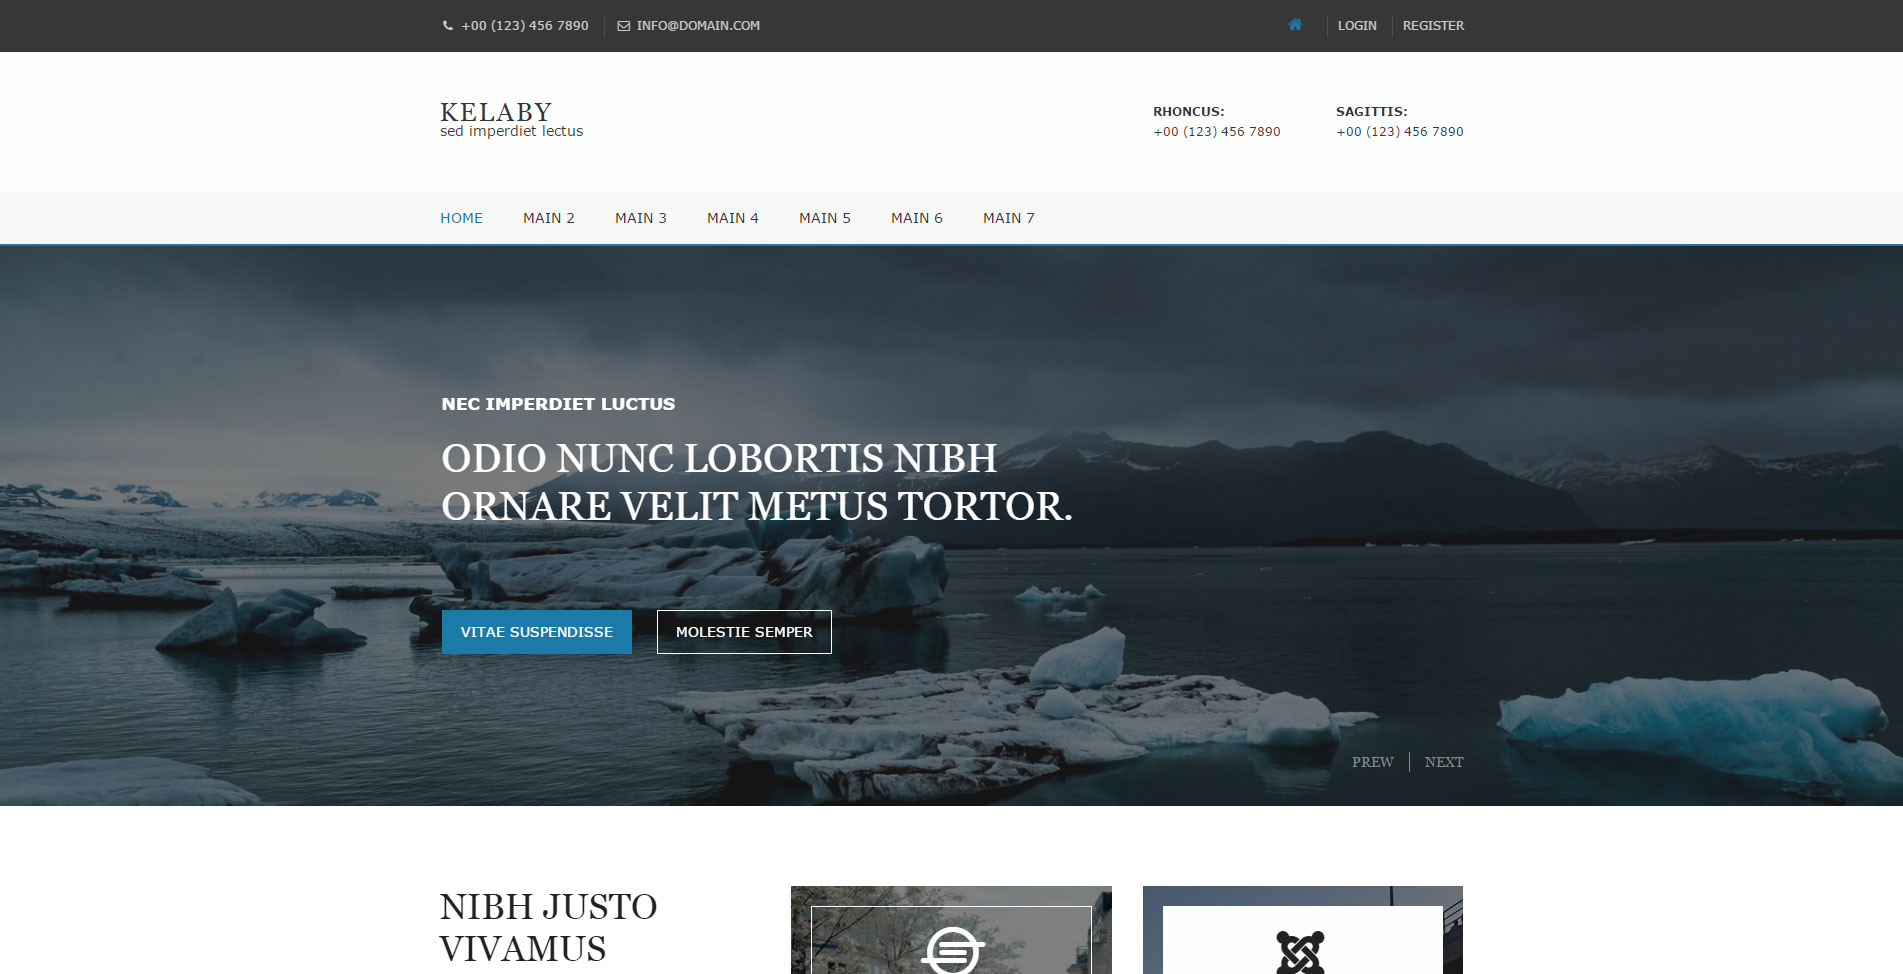 +00 (123) 456 7890
INFO@DOMAIN.COM
LOGIN
REGISTER
KELABY
sed imperdiet lectus
RHONCUS:
+00 (123) 456 7890
SAGITTIS:
+00 (123) 456 7890
HOME
MAIN 2
MAIN 3
MAIN 4
MAIN 5
MAIN 6
MAIN 7
NEC IMPERDIET LUCTUS
ODIO NUNC LOBORTIS NIBH
ORNARE VELIT METUS TORTOR.
VITAE SUSPENDISSE
MOLESTIE SEMPER
PREW
NEXT
NIBH JUSTO
VIVAMUS